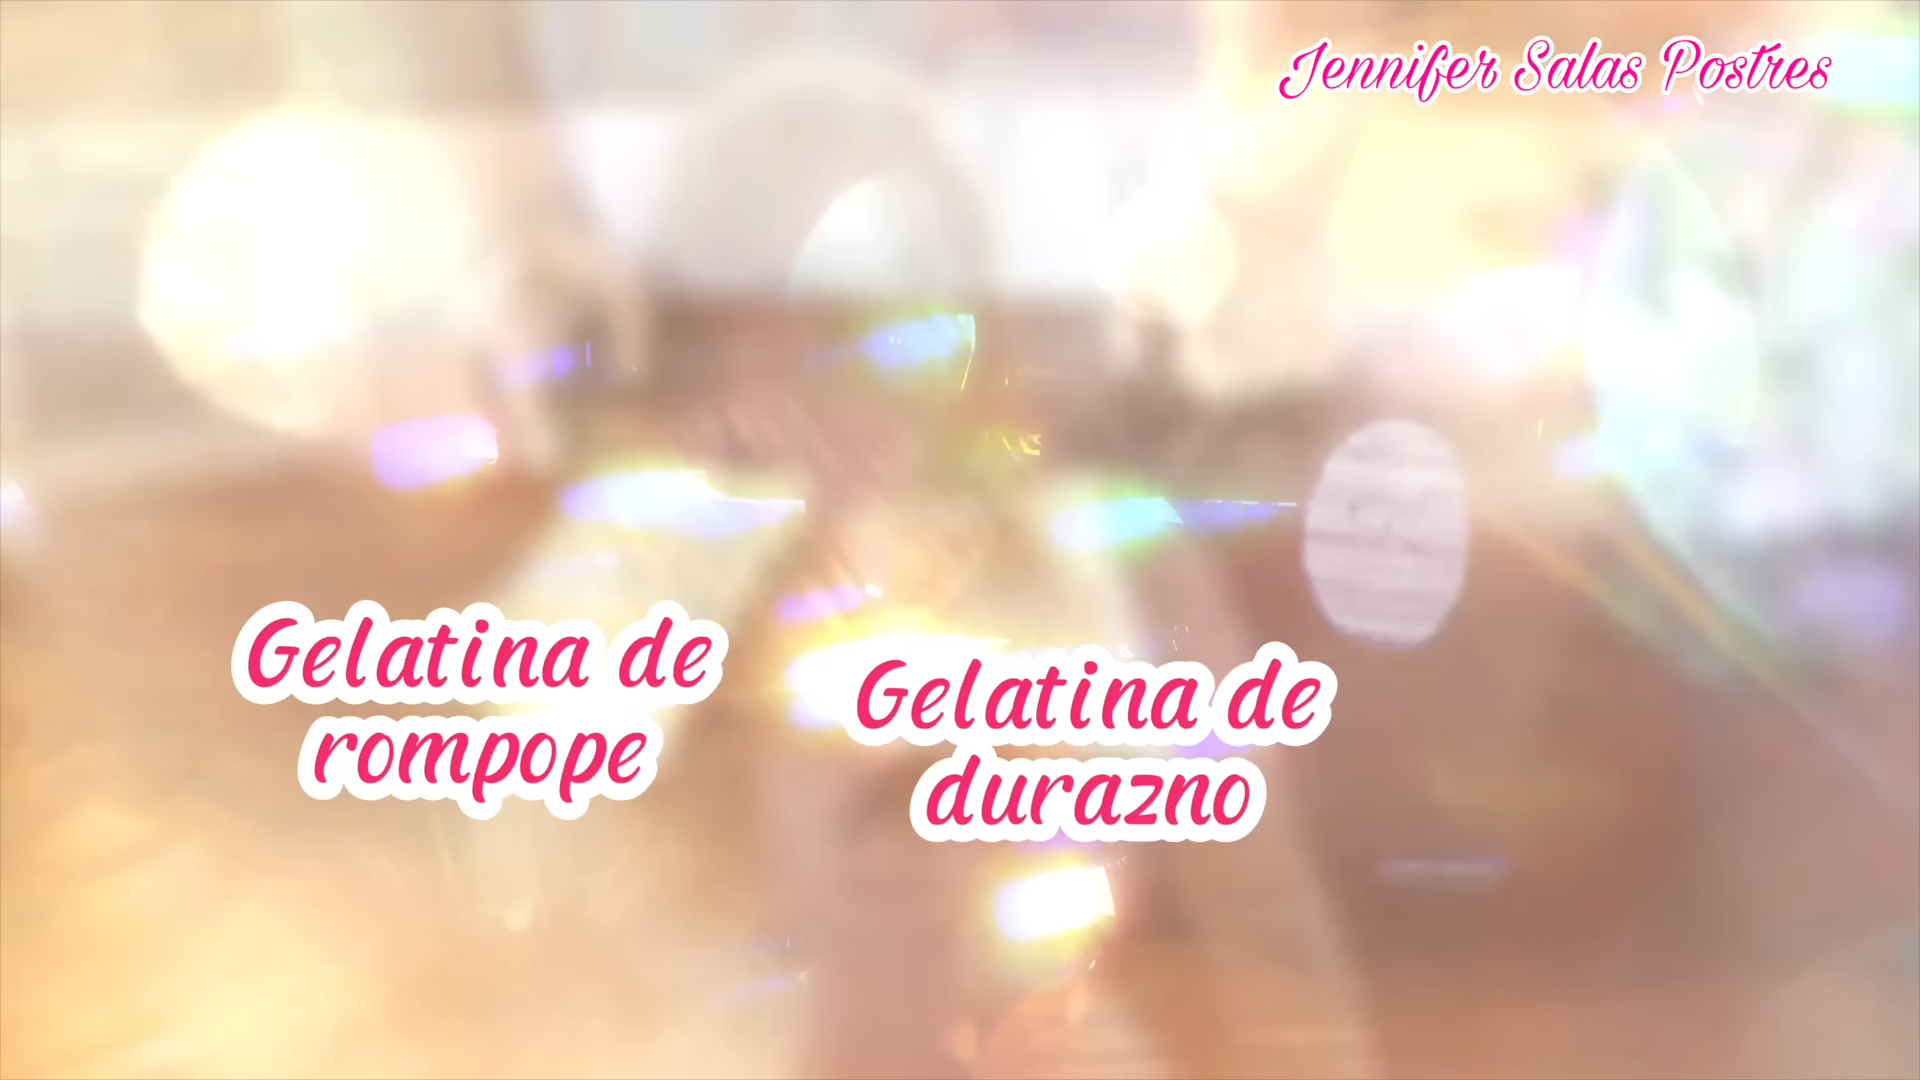 Jennifer Salas Postres
Gelatina de
rompope
Gelatina de
durazno